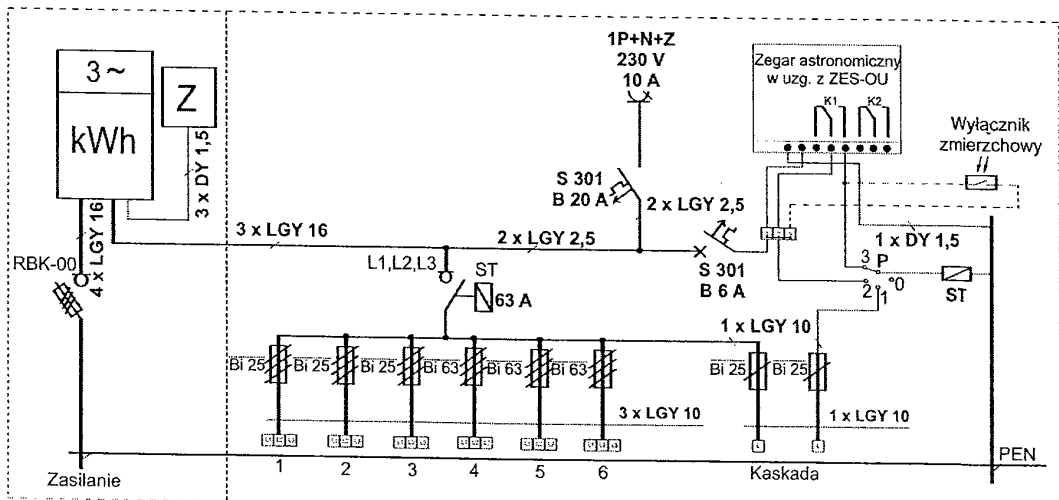 3 ~
kWh
Z
3 x DY 1,5
4 x LGY 16
RBK-00
Zasilanie
3 x LGY 16
1P+N+Z
230 V
10 A
Zegar astronomiczny
w uzg. z ZES-OU
K1
K2
Wyłącznik
zmierzchowy
S 301
B 20 A
2 x LGY 2,5
2 x LGY 2,5
S 301
B 6 A
1 x DY 1,5
L1,L2,L3
ST
63 A
3
P
2
1
°0
ST
1 x LGY 10
Bi 25
Bi 25
Bi 25
Bi 63
Bi 63
Bi 63
Bi 25
Bi 25
3 x LGY 10
1 x LGY 10
1
2
3
4
5
6
Kaskada
PEN